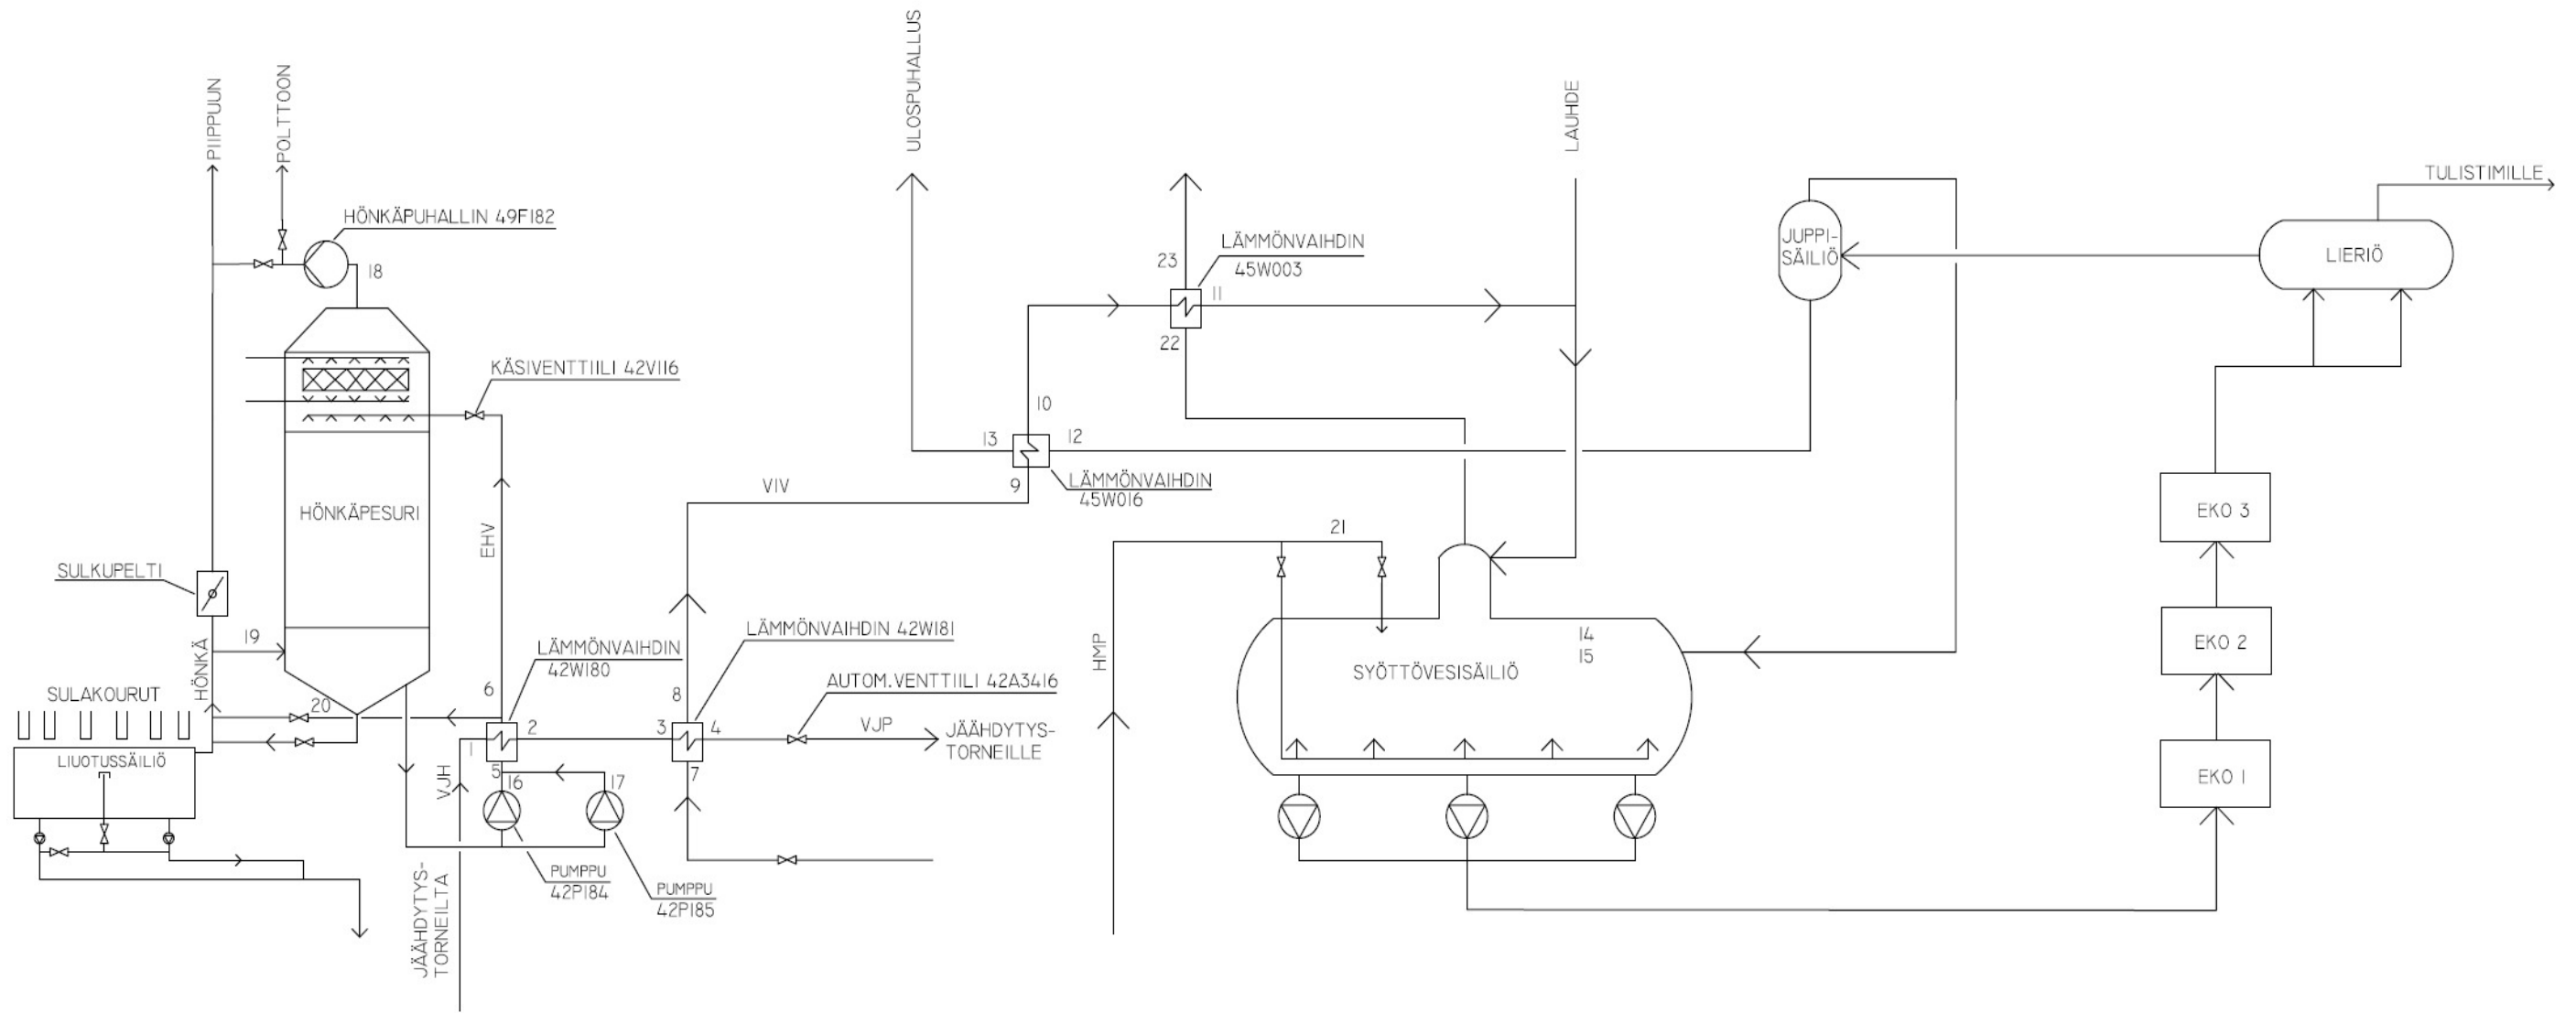 PIIPPUUN
POLTTOON
ULOSPUHALLUS
LAUHDE
TULISTIMILLE
HÖNKÄPUHALLIN 49F182
18
LÄMMÖNVAIHDIN
45W003
23
11
22
JUPPI-
SÄILIÖ
LIERIÖ
KÄSIVENTTIILI 42V116
10
13
12
LÄMMÖNVAIHDIN
45W016
9
VIV
HÖNKÄPESURI
EHV
21
EKO 3
SULKUPELTI
19
HÖNKÄ
LÄMMÖNVAIHDIN
42W180
LÄMMÖNVAIHDIN 42W181
HMP
14
15
SYÖTTÖVESISÄILIÖ
EKO 2
SULAKOURUT
20
6
8
AUTOM.VENTTIILI 42A3416
LIUOTUSSÄILIÖ
1
2
3
4
VJP
JÄÄHDYTYS-
TORNEILLE
VJH
5
16
17
7
EKO 1
PUMPPU
42P184
PUMPPU
42P185
JÄÄHDYTYS-
TORNEILTA